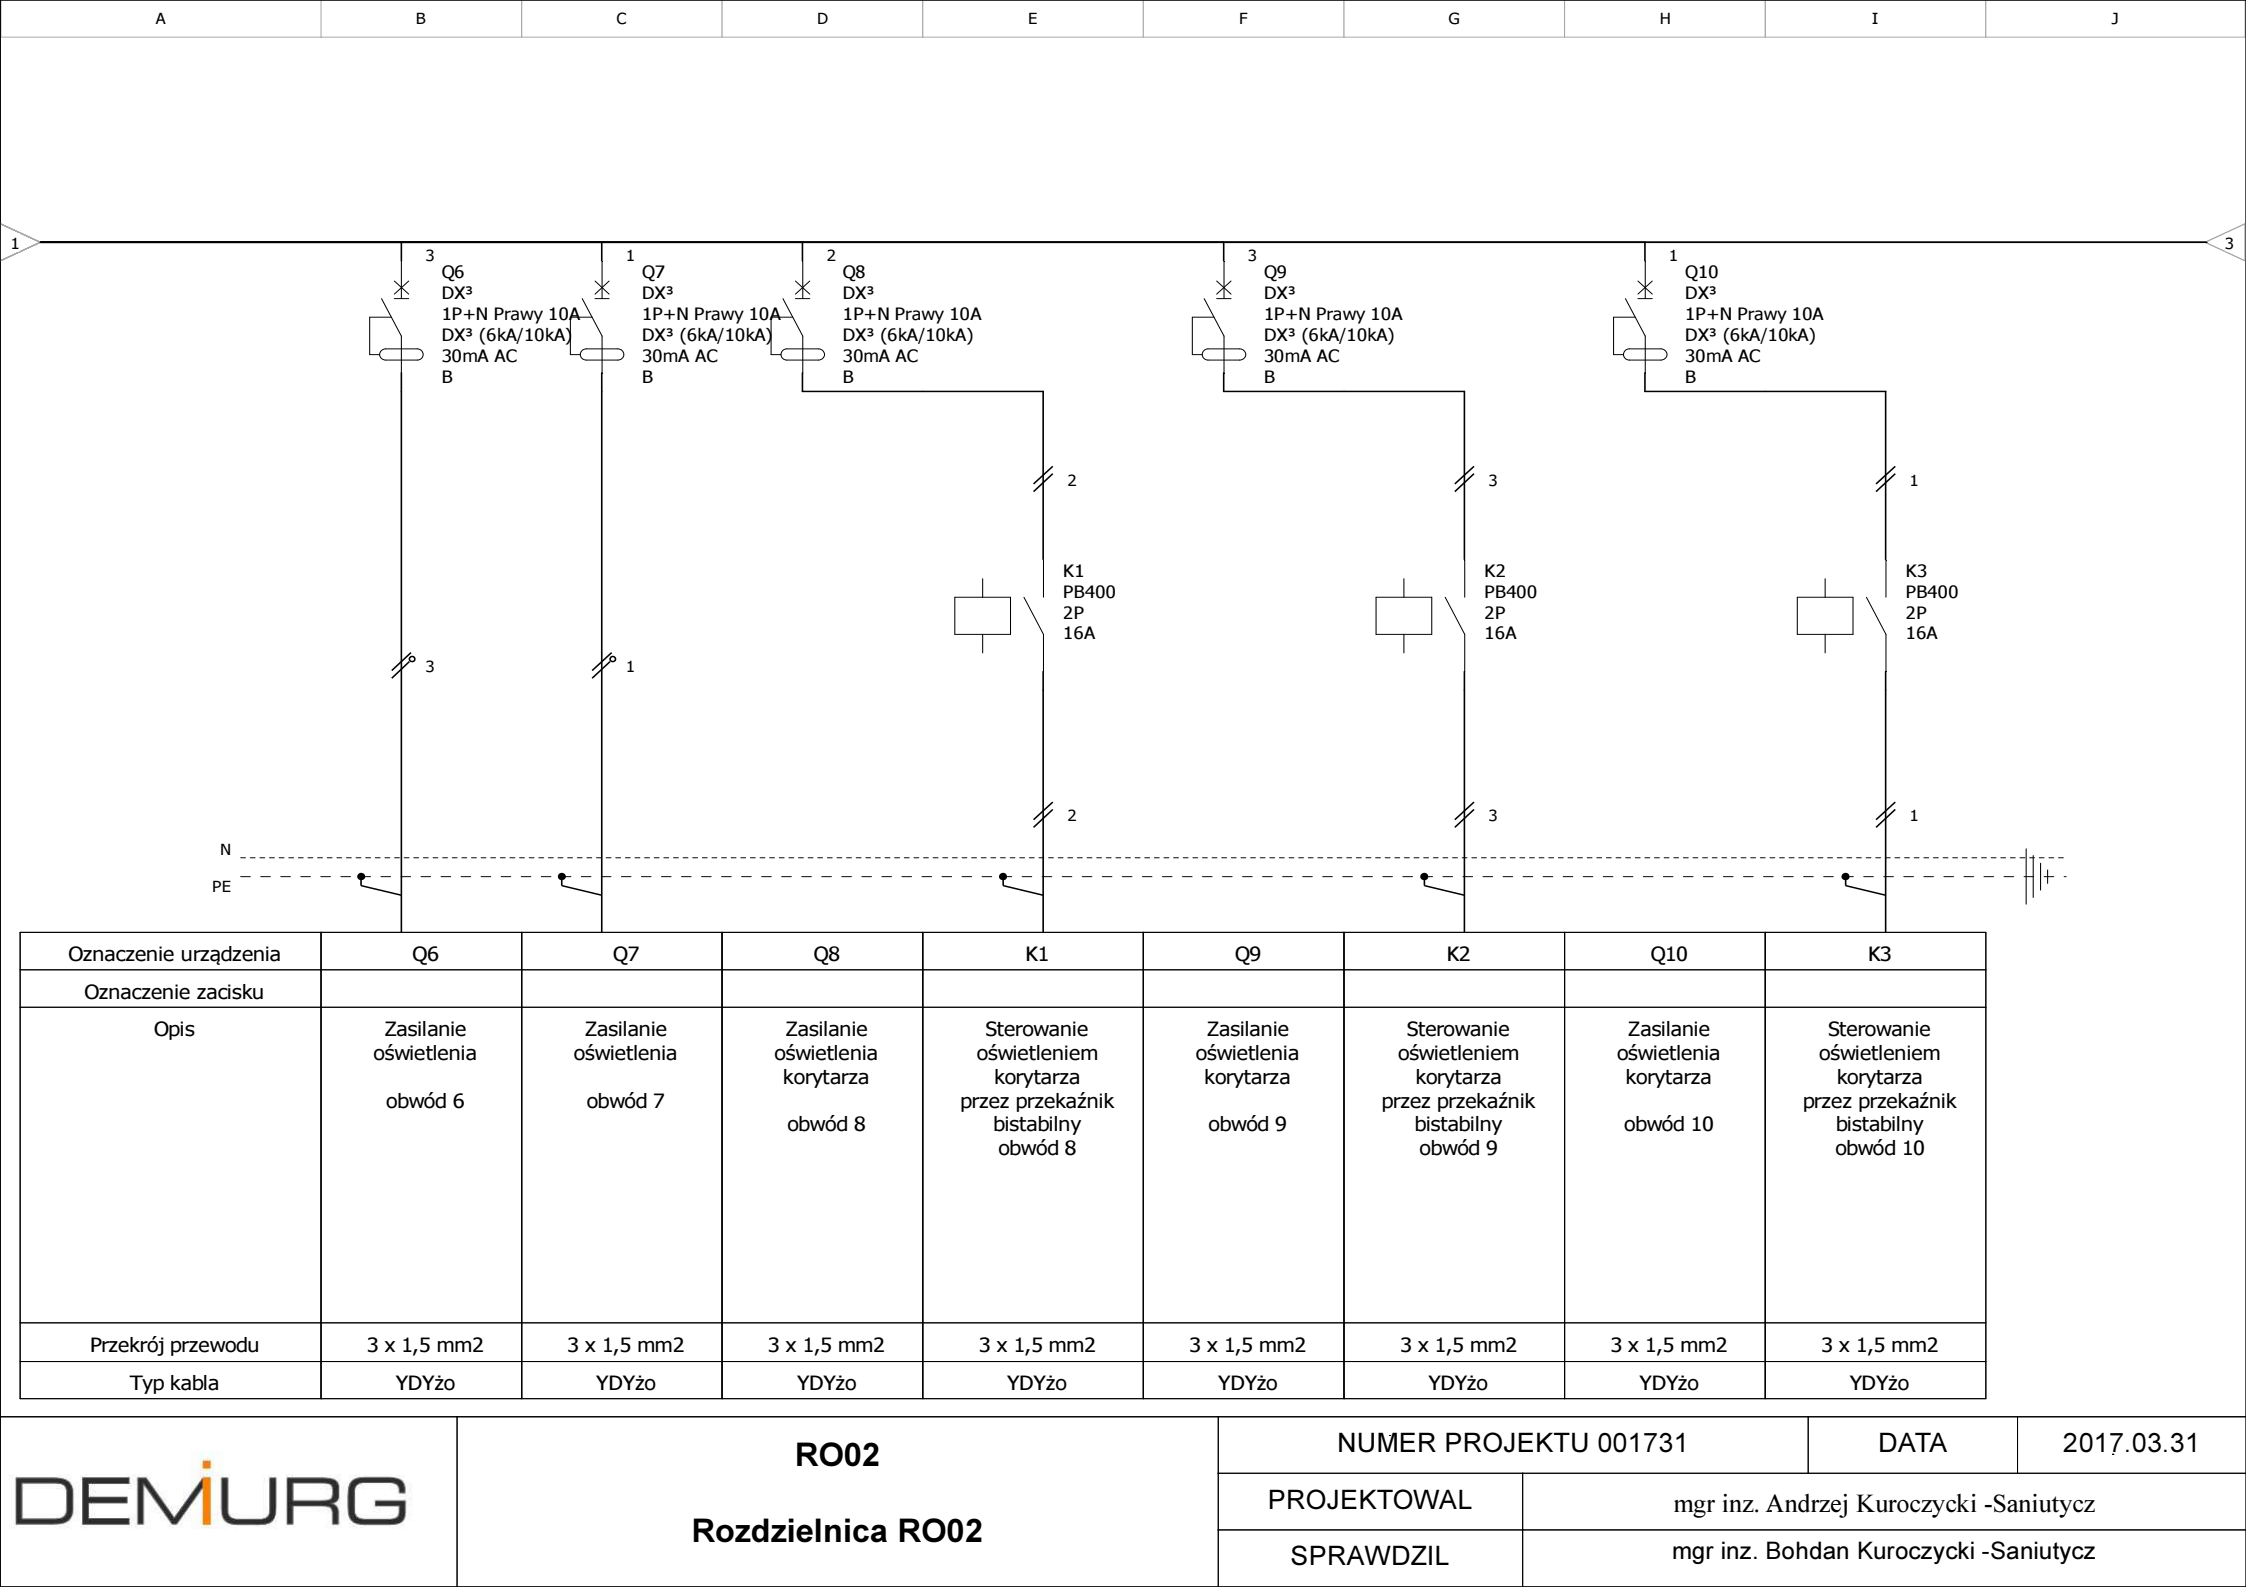 A B C D E F G H I J
1 3
3 1 2 3 1
Q6 Q7 Q8 Q9 Q10
DX³ DX³ DX³ DX³ DX³
1P+N Prawy 10A 1P+N Prawy 10A 1P+N Prawy 10A 1P+N Prawy 10A 1P+N Prawy 10A
DX³ (6kA/10kA) DX³ (6kA/10kA) DX³ (6kA/10kA) DX³ (6kA/10kA) DX³ (6kA/10kA)
30mA AC 30mA AC 30mA AC 30mA AC 30mA AC
B B B B B
2 3 1
K1 K2 K3
PB400 PB400 PB400
2P 2P 2P
16A 16A 16A
3 1
2 3 1
N
PE
Oznaczenie urządzenia Q6 Q7 Q8 K1 Q9 K2 Q10 K3
Oznaczenie zacisku
Opis Zasilanie Zasilanie Zasilanie Sterowanie Zasilanie Sterowanie Zasilanie Sterowanie
oświetlenia oświetlenia oświetlenia oświetleniem oświetlenia oświetleniem oświetlenia oświetleniem
korytarza korytarza korytarza korytarza korytarza korytarza
obwód 6 obwód 7 przez przekaźnik przez przekaźnik przez przekaźnik
obwód 8 bistabilny obwód 9 bistabilny obwód 10 bistabilny
obwód 8 obwód 9 obwód 10
Przekrój przewodu 3 x 1,5 mm2 3 x 1,5 mm2 3 x 1,5 mm2 3 x 1,5 mm2 3 x 1,5 mm2 3 x 1,5 mm2 3 x 1,5 mm2 3 x 1,5 mm2
Typ kabla YDYżo YDYżo YDYżo YDYżo YDYżo YDYżo YDYżo YDYżo
DEMiURG
RO02
Rozdzielnica RO02
NUMER PROJEKTU 001731 DATA 2017.03.31
PROJEKTOWAL mgr inz. Andrzej Kuroczycki -Saniutycz
SPRAWDZIL mgr inz. Bohdan Kuroczycki -Saniutycz